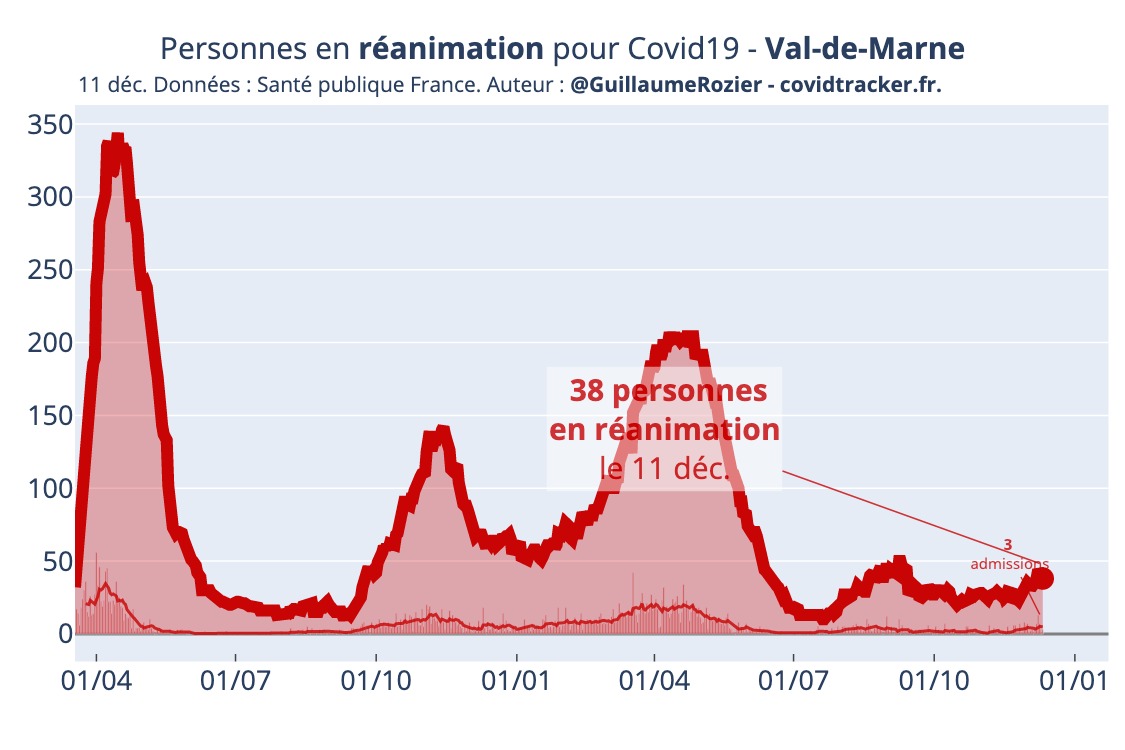 Personnes en réanimation pour Covid19 - Val-de-Marne
11 déc. Données : Santé publique France. Auteur : @GuillaumeRozier - covidtracker.fr.
350
300
250
200
150
100
50
0
38 personnes
en réanimation
le 11 déc.
3
admissions
01/04 01/07 01/10 01/01 01/04 01/07 01/10 01/01